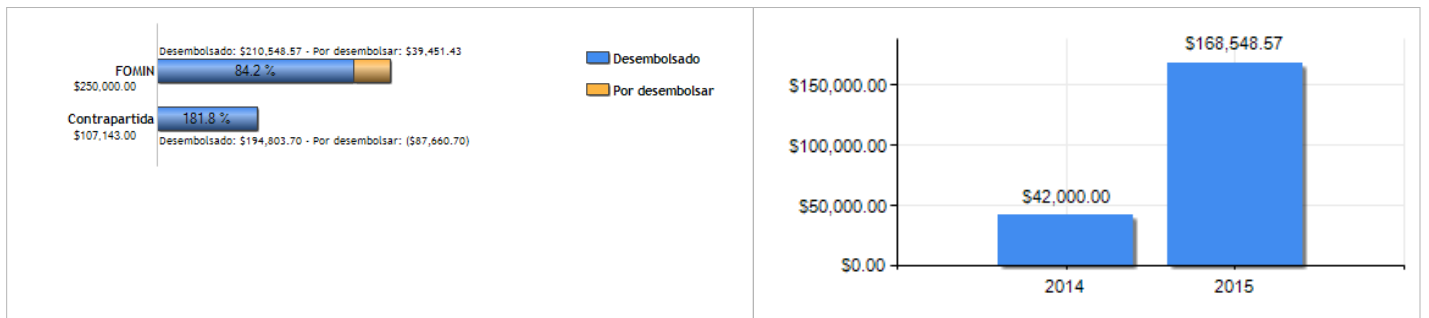 Desembolsado: $210,548.57 - Por desembolsar: $39,451.43
FOMIN
$250,000.00
84.2 %
Contrapartida
$107,143.00
181.8 %
Desembolsado: $194,803.70 - Por desembolsar: ($87,660.70)
Desembolsado
Por desembolsar
$168,548.57
$150,000.00
$100,000.00
$42,000.00
$50,000.00
$0.00
2014
2015